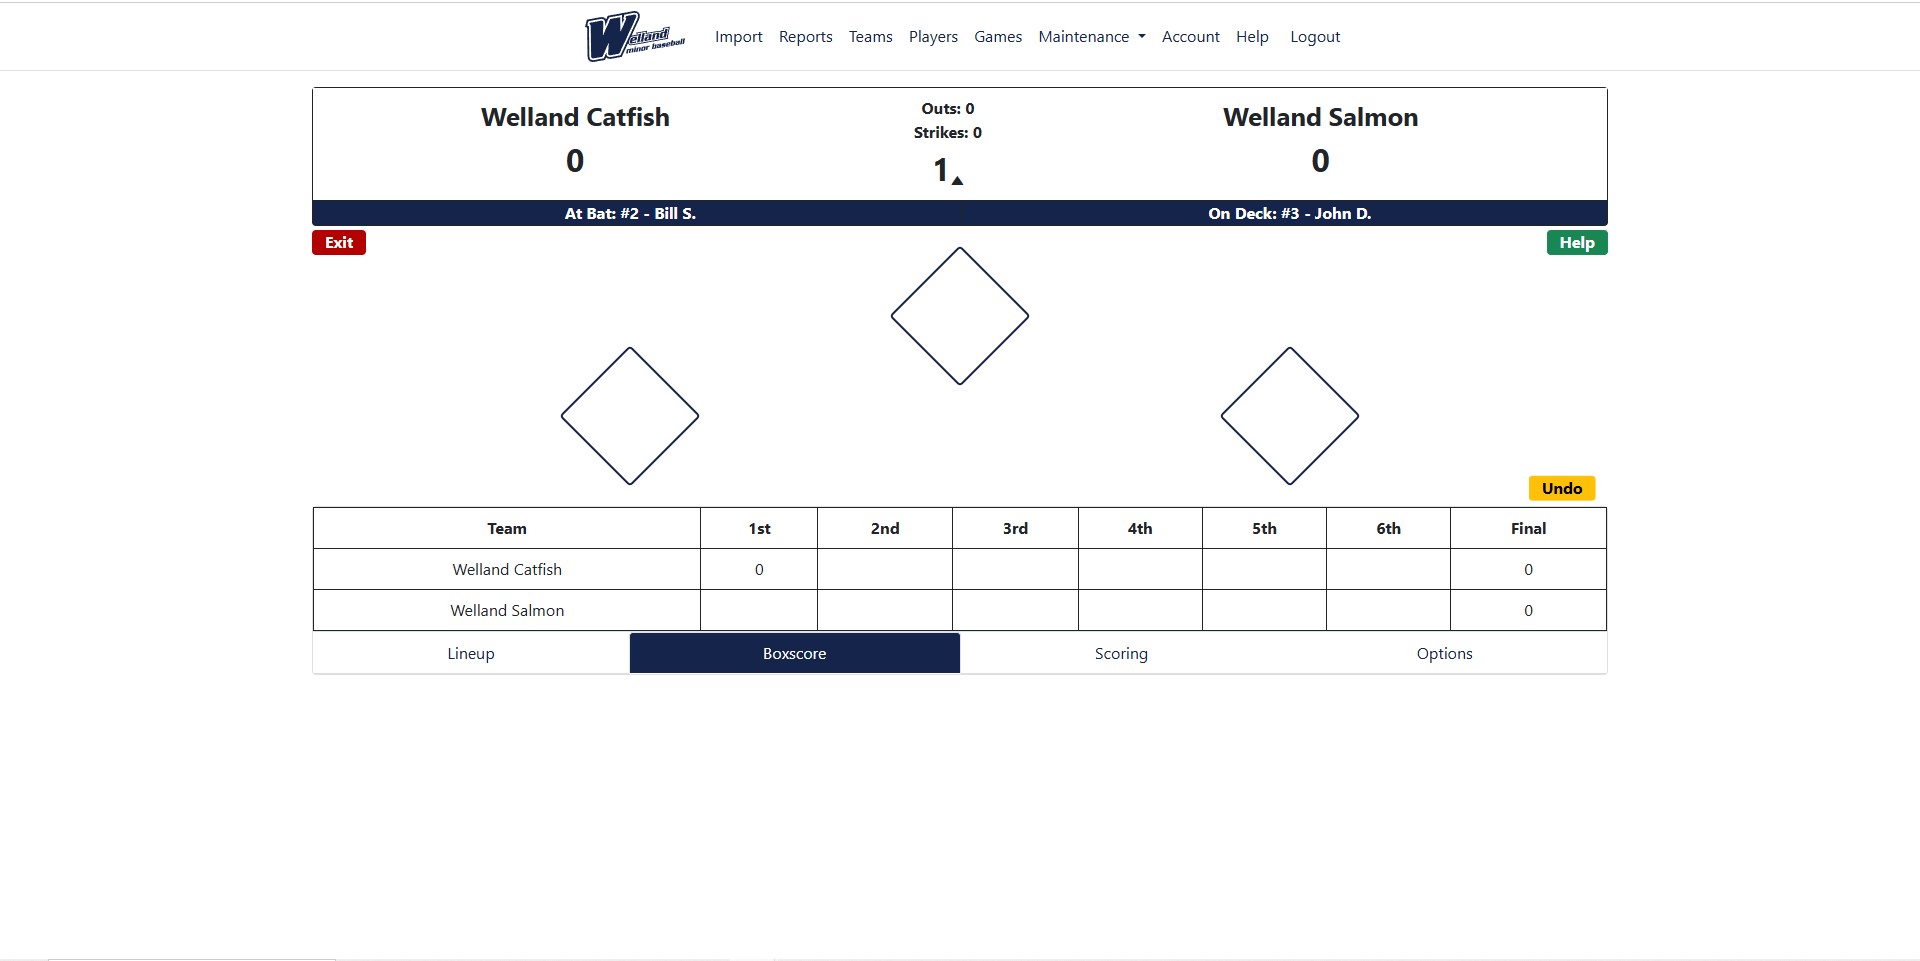 Welland
minor baseball
Import Reports Teams Players Games Maintenance Account Help Logout
Welland Catfish
0
Outs: 0
Strikes: 0
1
Welland Salmon
0
At Bat: #2 - Bill S.
On Deck: #3 - John D.
Exit
Help
Undo
Team 1st 2nd 3rd 4th 5th 6th Final
Welland Catfish 0 0
Welland Salmon 0
Lineup Boxscore Scoring Options